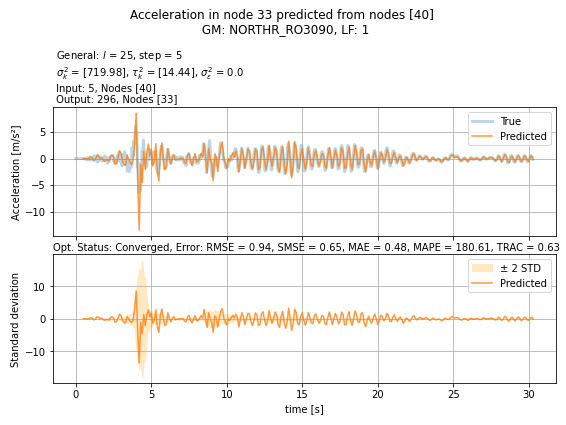 Acceleration in node 33 predicted from nodes [40]
GM: NORTHR_RO3090, LF: 1
General: l = 25, step = 5
σ²ₖ = [719.98], τ²ₖ = [14.44], σ²ε = 0.0
Input: 5, Nodes [40]
Output: 296, Nodes [33]
Acceleration [m/s²]
5
0
−5
−10
True
Predicted
Opt. Status: Converged, Error: RMSE = 0.94, SMSE = 0.65, MAE = 0.48, MAPE = 180.61, TRAC = 0.63
Standard deviation
10
0
−10
± 2 STD
Predicted
0 5 10 15 20 25 30
time [s]